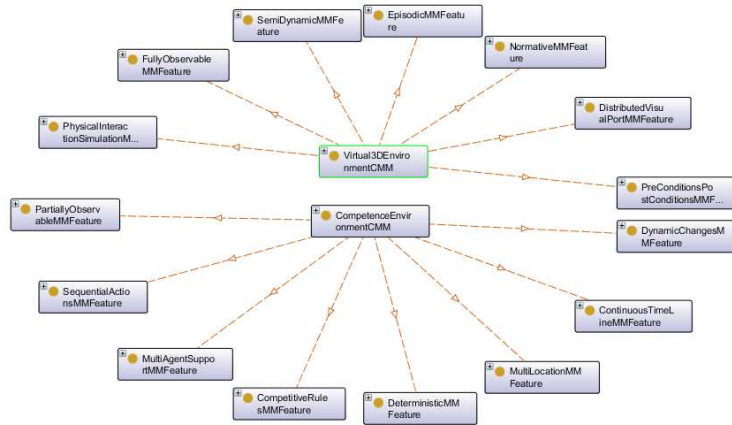 SemiDynamicMMFe
ature
EpisodicMMFeatu
re
NormativeMMFeat
ure
FullyObservable
MMFeature
DistributedVisu
alPortMMFeature
PhysicalInterac
tionSimulationM...
Virtual3DEnviro
nmentCMM
PreConditionsPo
stConditionsMMF...
PartiallyObserv
ableMMFeature
CompetenceEnvir
onmentCMM
DynamicChangesM
MFeature
SequentialActio
nsMMFeature
ContinuousTimeL
ineMMFeature
MultiAgentSuppo
rtMMFeature
MultiLocationMM
Feature
CompetitiveRule
sMMFeature
DeterministicMM
Feature